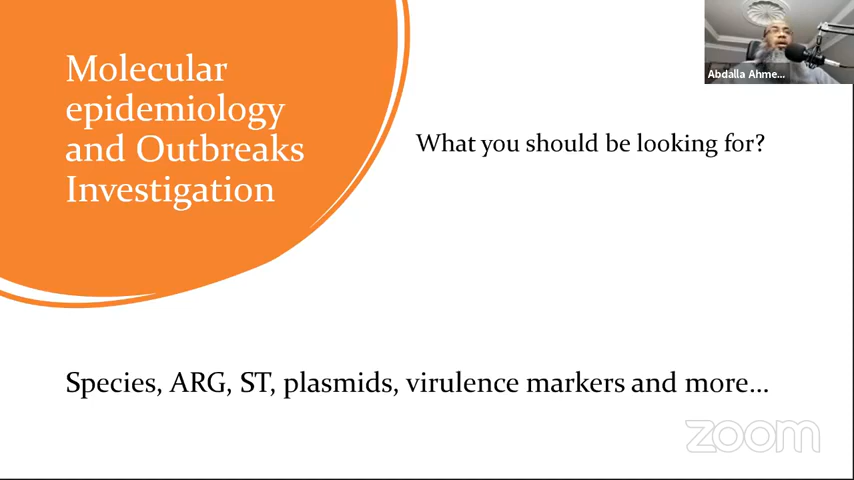 Molecular
epidemiology
and Outbreaks
Investigation
Abdalla Ahme...
What you should be looking for?
Species, ARG, ST, plasmids, virulence markers and more...
zoom